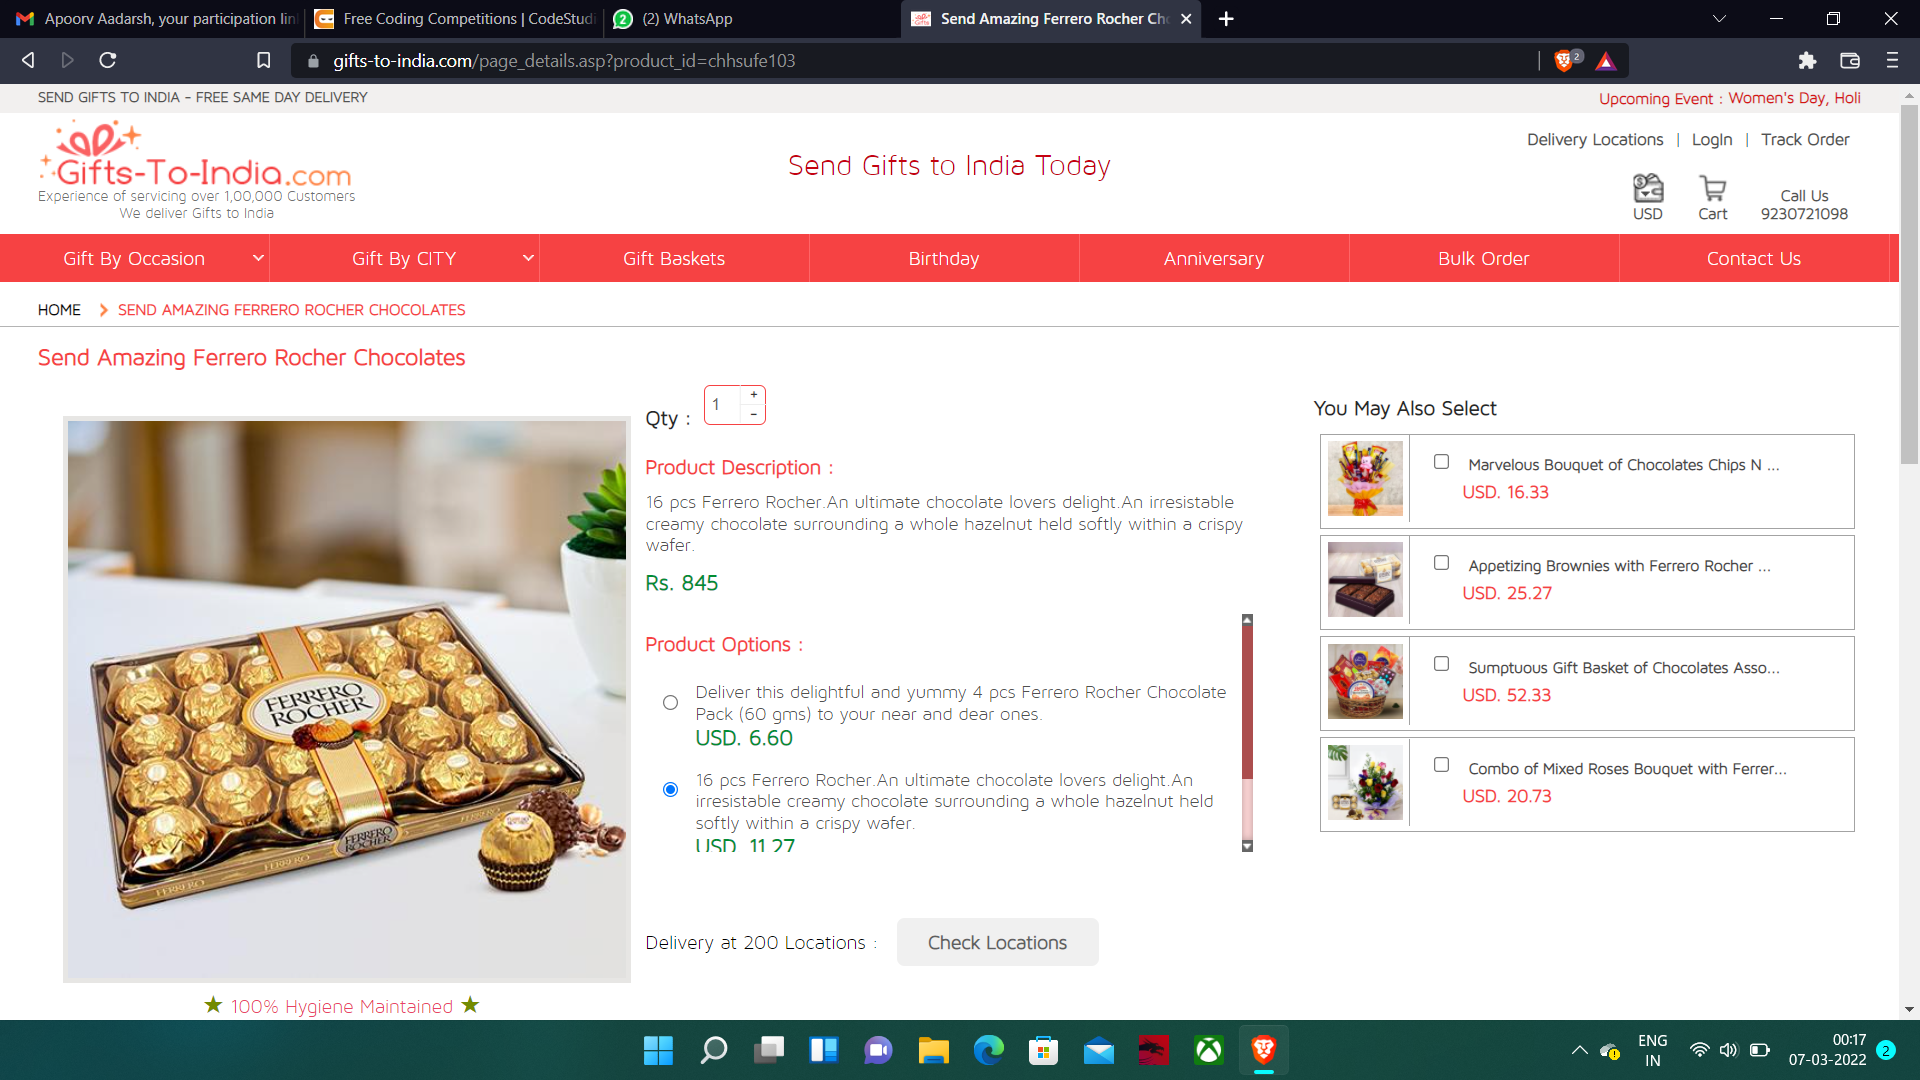 Apoorv Aadarsh, your participation lin
Free Coding Competitions | CodeStudi
(2) WhatsApp
Send Amazing Ferrero Rocher Ch
gifts-to-india.com/page_details.asp?product_id=chhsufe103
2
SEND GIFTS TO INDIA - FREE SAME DAY DELIVERY
Upcoming Event : Women's Day, Holi
Gifts-To-India.com
Experience of servicing over 1,00,000 Customers
We deliver Gifts to India
Send Gifts to India Today
Delivery Locations | LogIn | Track Order
USD
Cart
Call Us
9230721098
Gift By Occasion
Gift By CITY
Gift Baskets
Birthday
Anniversary
Bulk Order
Contact Us
HOME
SEND AMAZING FERRERO ROCHER CHOCOLATES
Send Amazing Ferrero Rocher Chocolates
FERRERO
ROCHER
FERRERO
ROCHER
FERRERO
FERRERO
★ 100% Hygiene Maintained ★
Qty :
1
+
-
Product Description :
16 pcs Ferrero Rocher.An ultimate chocolate lovers delight.An irresistable
creamy chocolate surrounding a whole hazelnut held softly within a crispy
wafer.
Rs. 845
Product Options :
Deliver this delightful and yummy 4 pcs Ferrero Rocher Chocolate
Pack (60 gms) to your near and dear ones.
USD. 6.60
16 pcs Ferrero Rocher.An ultimate chocolate lovers delight.An
irresistable creamy chocolate surrounding a whole hazelnut held
softly within a crispy wafer.
USD. 11.27
Delivery at 200 Locations :
Check Locations
You May Also Select
Marvelous Bouquet of Chocolates Chips N ...
USD. 16.33
Appetizing Brownies with Ferrero Rocher ...
USD. 25.27
Sumptuous Gift Basket of Chocolates Asso...
USD. 52.33
Combo of Mixed Roses Bouquet with Ferrer...
USD. 20.73
ENG
IN
00:17
07-03-2022
2